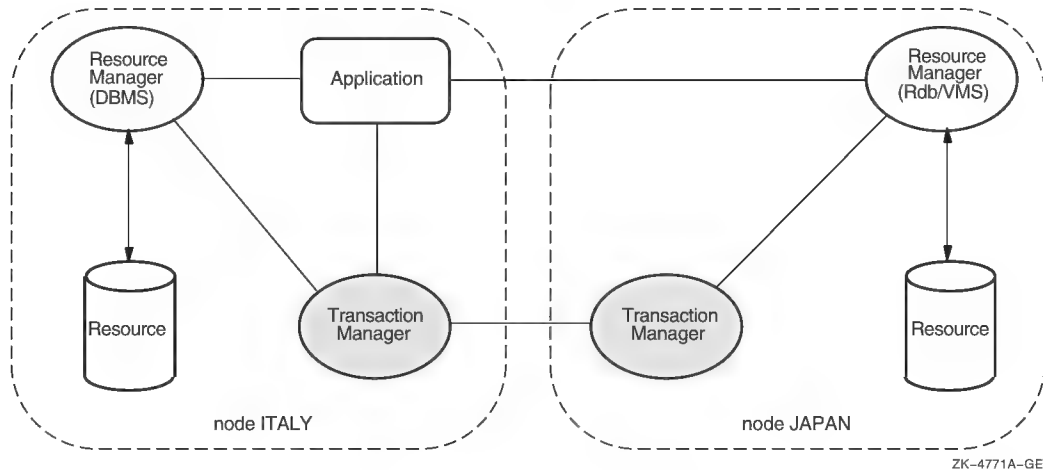 Resource
Manager
(DBMS)
Application
Resource
Manager
(Rdb/VMS)
Resource
Transaction
Manager
Transaction
Manager
Resource
node ITALY
node JAPAN
ZK–4771A–GE